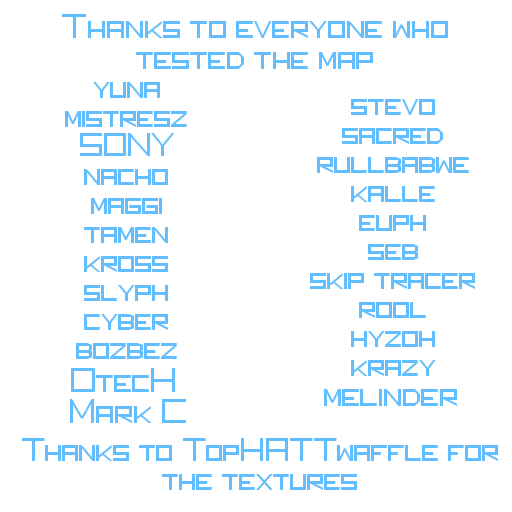 Thanks to everyone who
tested the map
yuna
mistresz
SONY
nacho
maggi
tamen
kross
slyph
cyber
bozbez
OtecH
Mark C
stevo
sacred
rullbabwe
kalle
euph
seb
skip tracer
rool
hyzoh
krazy
melinder
Thanks to TopHATTwaffle for
the textures